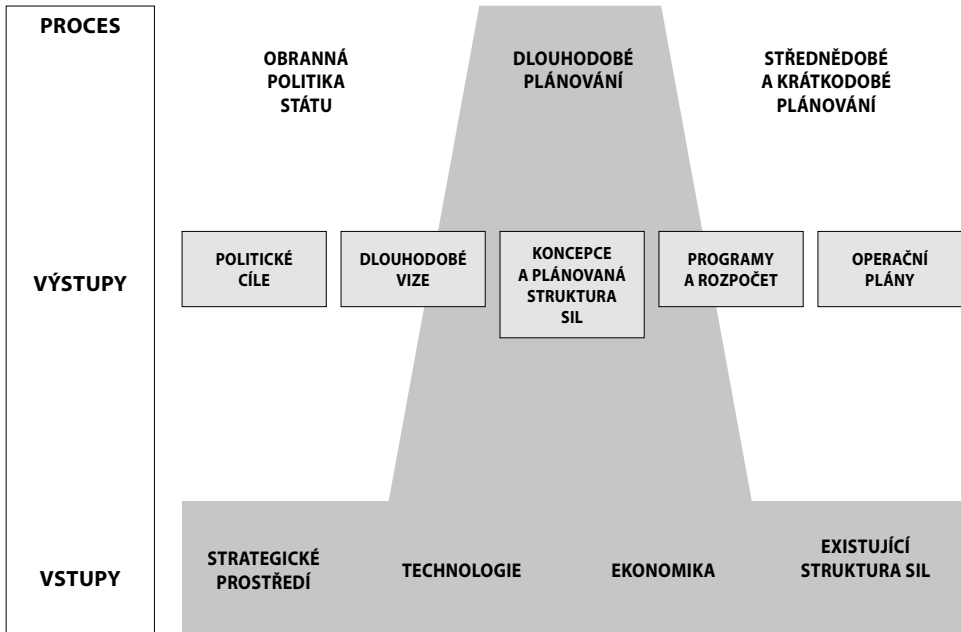 PROCES
OBRANNÁ
POLITIKA
STÁTU
DLOUHODOBÉ
PLÁNOVÁNÍ
STŘEDNĚDOBÉ
A KRÁTKODOBÉ
PLÁNOVÁNÍ
VÝSTUPY
POLITICKÉ
CÍLE
DLOUHODOBÉ
VIZE
KONCEPCE
A PLÁNOVANÁ
STRUKTURA
SIL
PROGRAMY
A ROZPOČET
OPERAČNÍ
PLÁNY
VSTUPY
STRATEGICKÉ
PROSTŘEDÍ
TECHNOLOGIE
EKONOMIKA
EXISTUJÍCÍ
STRUKTURA SIL